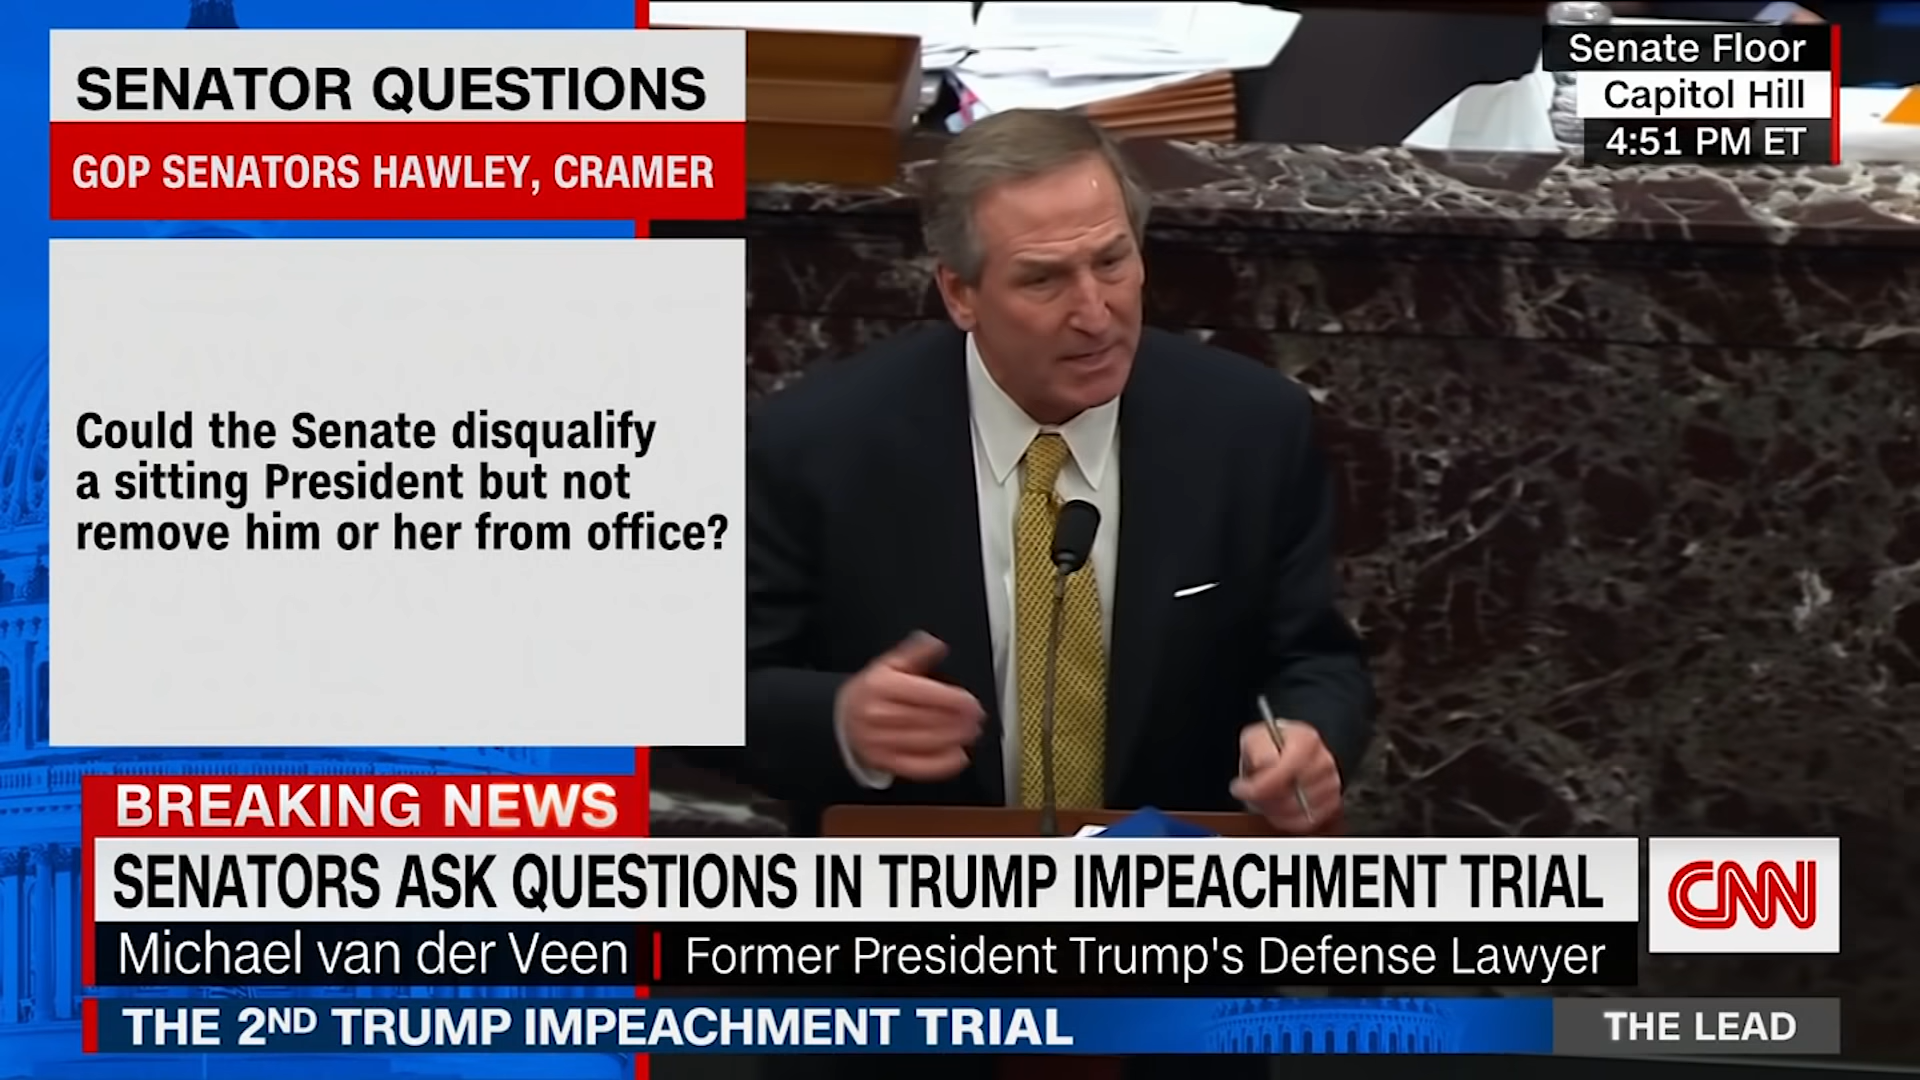 SENATOR QUESTIONS
GOP SENATORS HAWLEY, CRAMER
Could the Senate disqualify
a sitting President but not
remove him or her from office?
Senate Floor
Capitol Hill
4:51 PM ET
BREAKING NEWS
SENATORS ASK QUESTIONS IN TRUMP IMPEACHMENT TRIAL
CNN
Michael van der Veen | Former President Trump's Defense Lawyer
THE 2ND TRUMP IMPEACHMENT TRIAL
THE LEAD